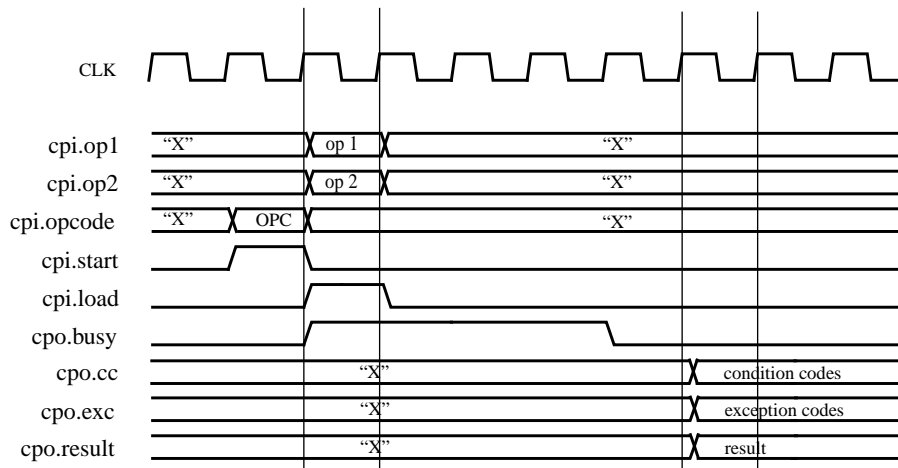 CLK
cpi.op1 “X” op 1 “X”
cpi.op2 “X” op 2 “X”
cpi.opcode “X” OPC “X”
cpi.start
cpi.load
cpo.busy
cpo.cc “X” condition codes
cpo.exc “X” exception codes
cpo.result “X” result